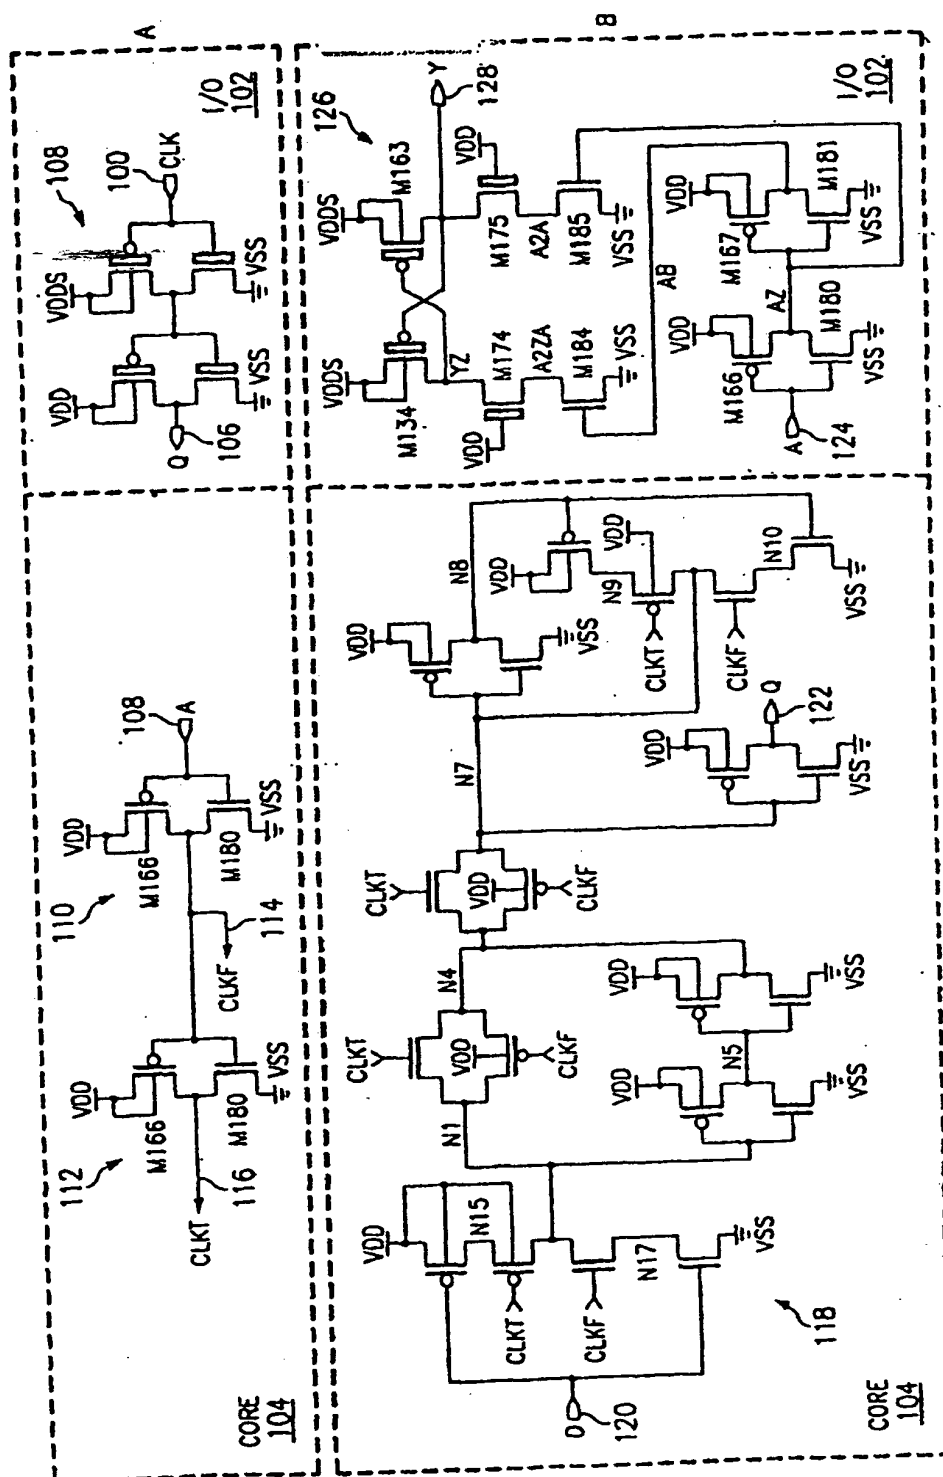 A
I/O
102
108
100
CLK
VDDS
VSS
VDD
VSS
Q
106
108
A
VDD
M166
M180
VSS
110
114
CLKF
VDD
M166
M180
VSS
112
116
CLKT
CORE
104
B
I/O
102
126
Y
128
VDDS
M163
VDDS
M134
YZ
VDD
M175
A2A
M185
VSS
VDD
M174
A2ZA
M184
VSS
AB
VDD
M167
M181
VSS
AZ
VDD
M166
M180
VSS
A
124
VDD
N8
VSS
VDD
VDD
N9
CLKT
CLKF
N10
VSS
N7
VDD
Q
122
VSS
CLKT
VDD
CLKF
N4
CLKT
VDD
CLKF
N1
VDD
VSS
N5
VDD
VSS
VDD
N15
CLKT
CLKF
N17
VSS
D
120
118
CORE
104